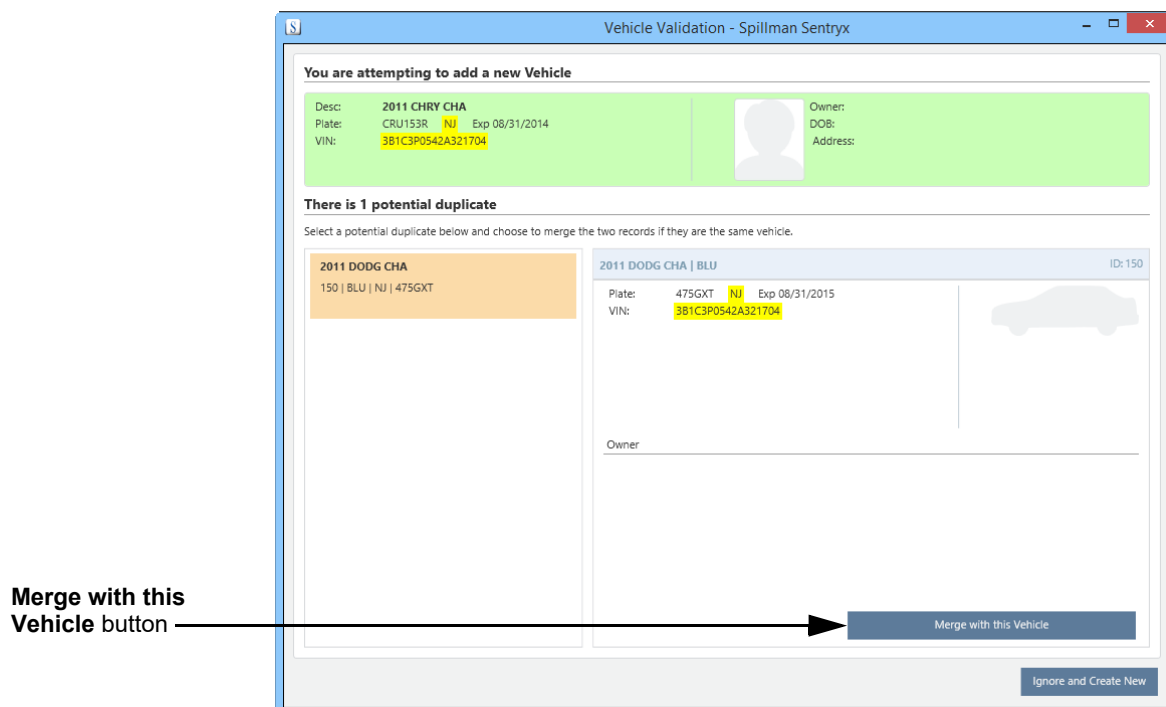 S
Vehicle Validation - Spillman Sentryx
You are attempting to add a new Vehicle
Desc: 2011 CHRY CHA
Plate: CRU153R NJ Exp 08/31/2014
VIN: 3B1C3P0542A321704
Owner:
DOB:
Address:
There is 1 potential duplicate
Select a potential duplicate below and choose to merge the two records if they are the same vehicle.
2011 DODG CHA
150 | BLU | NJ | 475GXT
2011 DODG CHA | BLU ID: 150
Plate: 475GXT NJ Exp 08/31/2015
VIN: 3B1C3P0542A321704
Owner
Merge with this
Vehicle button
Merge with this Vehicle
Ignore and Create New